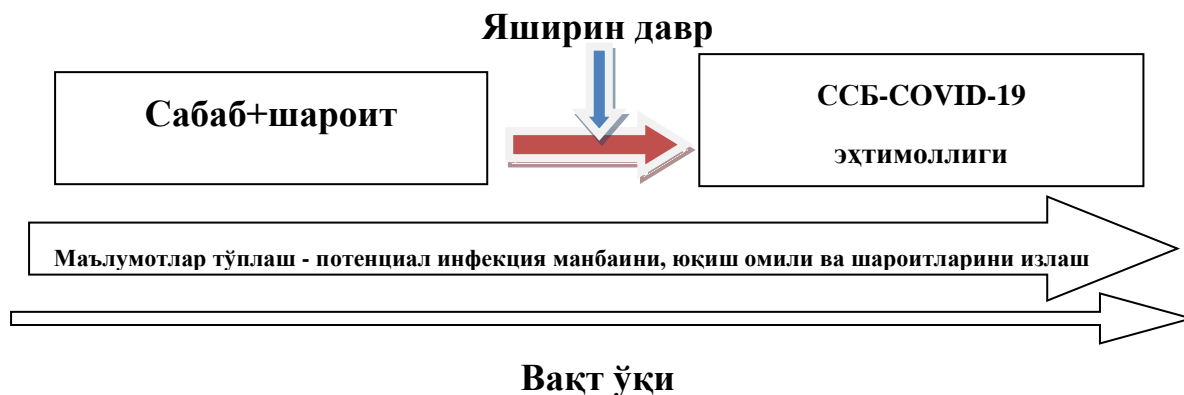 Яширин давр
Сабаб+шароит
ССБ-COVID-19
эҳтимоллиги
Маълумотлар тўплаш - потенциал инфекция манбаини, юқиш омили ва шароитларини излаш
Вақт ўқи